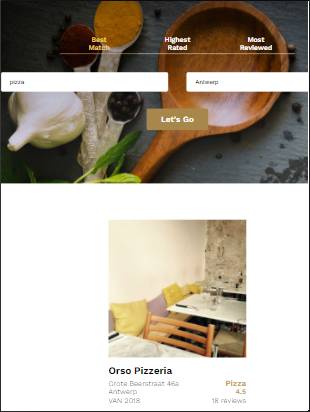 Best Match
Highest Rated
Most Reviewed
pizza
Antwerp
Let's Go
Orso Pizzeria
Grote Beerstraat 46a
Antwerp
VAN 2018
Pizza
4.5
18 reviews